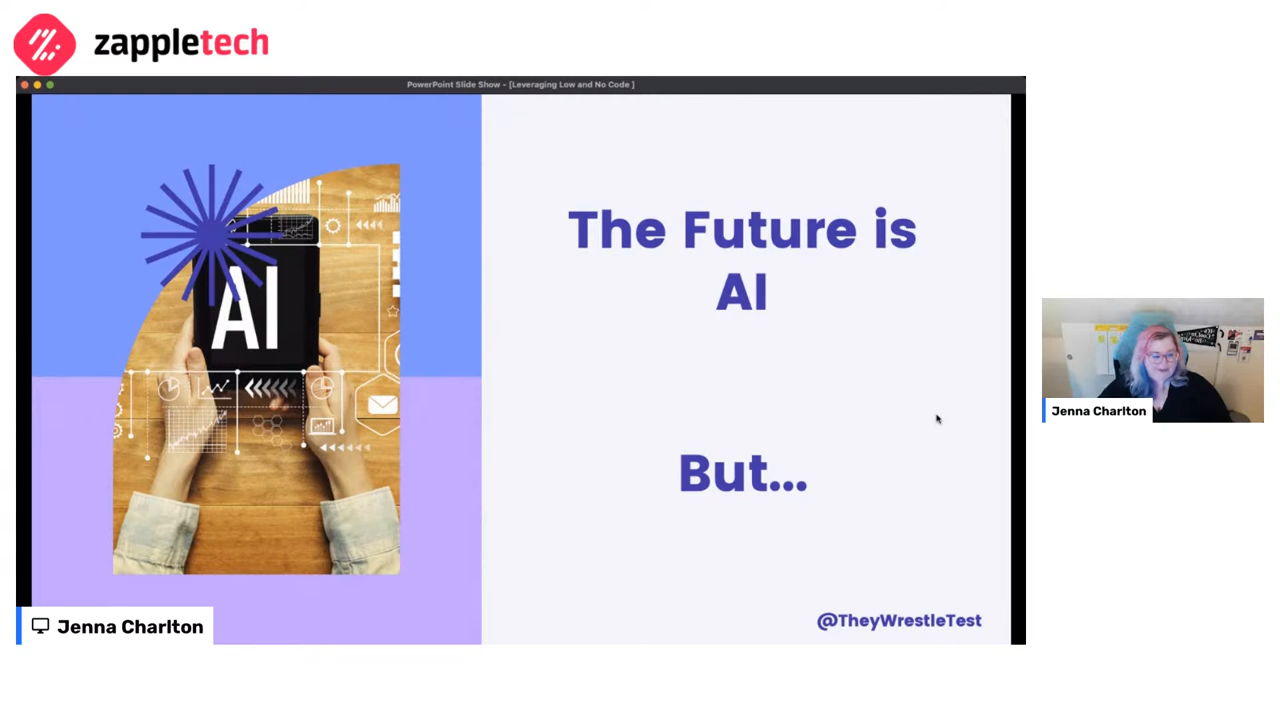 zappletech
PowerPoint Slide Show - [Leveraging Low and No Code ]
AI
The Future is
AI
But...
@TheyWrestleTest
Jenna Charlton
Jenna Charlton